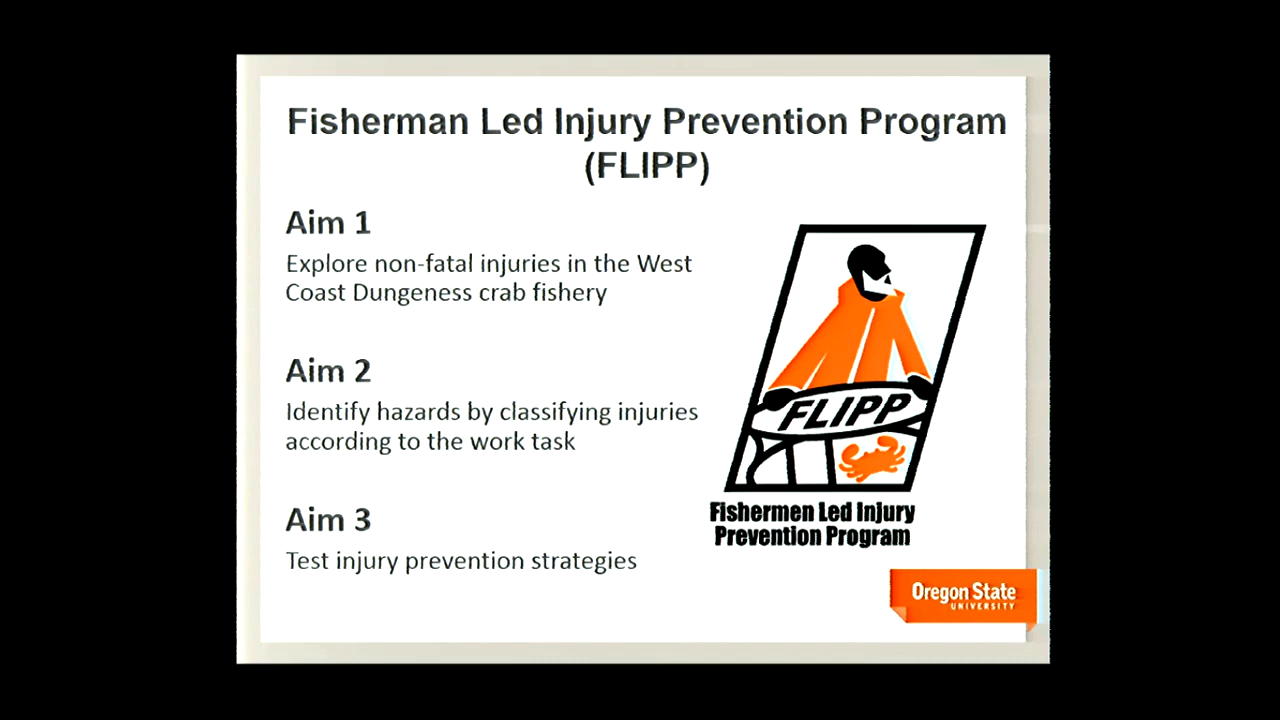 Fisherman Led Injury Prevention Program
(FLIPP)
Aim 1
Explore non-fatal injuries in the West
Coast Dungeness crab fishery
Aim 2
Identify hazards by classifying injuries
according to the work task
Aim 3
Test injury prevention strategies
FLIPP
Fishermen Led Injury
Prevention Program
Oregon State
UNIVERSITY